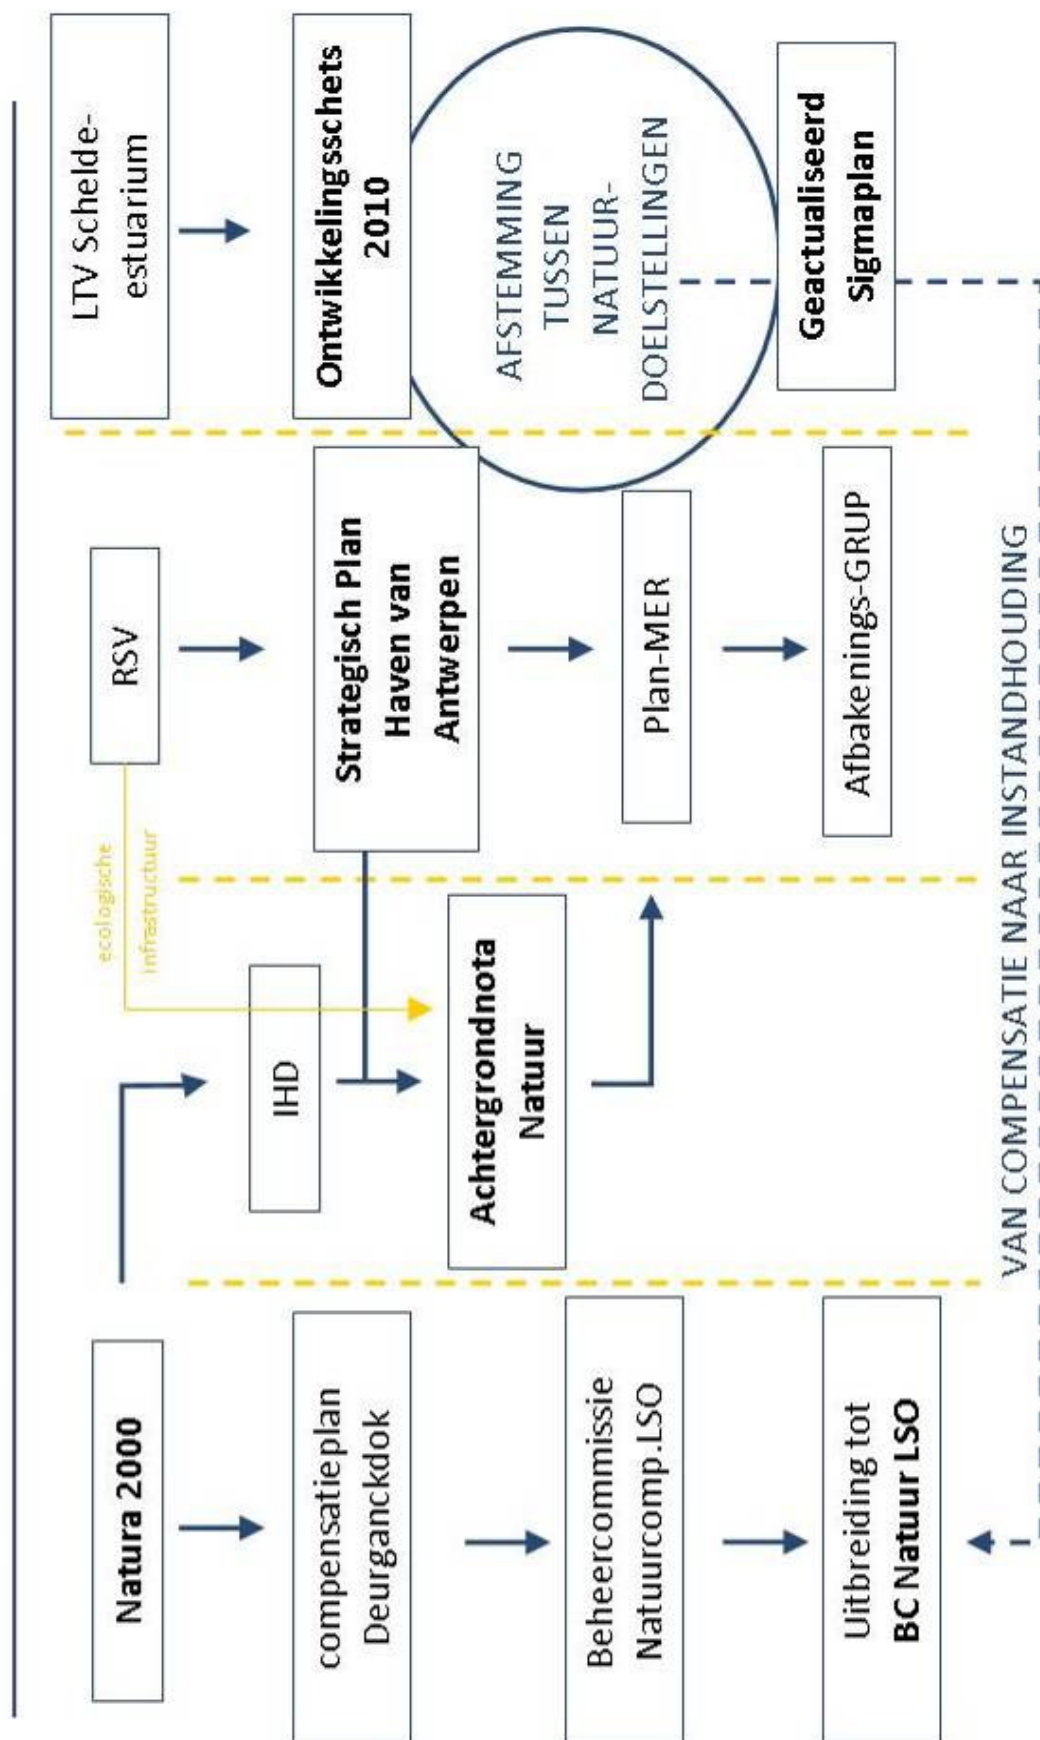 Natura 2000
compensatieplan
Deurganckdok
Beheercommissie
Natuurcomp.LSO
Uitbreiding tot
BC Natuur LSO
ecologische
infrastructuur
IHD
Achtergrondnota
Natuur
RSV
Strategisch Plan
Haven van
Antwerpen
Plan-MER
Afbakenings-GRUP
LTV Schelde-
estuarium
Ontwikkelingsschets
2010
AFSTEMMING
TUSSEN
NATUUR-
DOELSTELLINGEN
Geactualiseerd
Sigmaplan
VAN COMPENSATIE NAAR INSTANDHOUDING